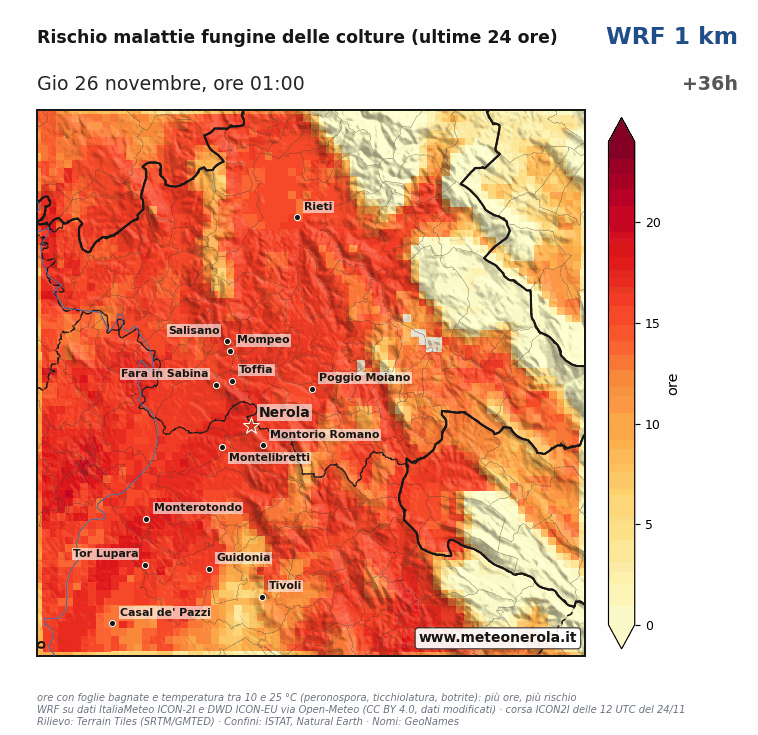 Rischio malattie fungine delle colture (ultime 24 ore)
WRF 1 km
Gio 26 novembre, ore 01:00
+36h
Rieti
Salisano
Mompeo
Toffia
Fara in Sabina
Poggio Moiano
Nerola
Montorio Romano
Montelibretti
Monterotondo
Tor Lupara
Guidonia
Tivoli
Casal de' Pazzi
www.meteonerola.it
20
15
10
5
0
ore
ore con foglie bagnate e temperatura tra 10 e 25 °C (peronospora, ticchiolatura, botrite): più ore, più rischio
WRF su dati ItaliaMeteo ICON-2I e DWD ICON-EU via Open-Meteo (CC BY 4.0, dati modificati) · corsa ICON2I delle 12 UTC del 24/11
Rilievo: Terrain Tiles (SRTM/GMTED) · Confini: ISTAT, Natural Earth · Nomi: GeoNames